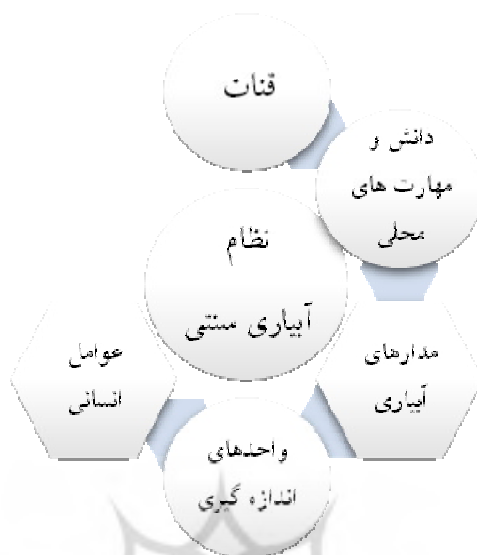 قنات
دانش و
مهارت های
محلی
نظام
آبیاری سنتی
مدارهای
آبیاری
عوامل
انسانی
واحدهای
اندازه گیری